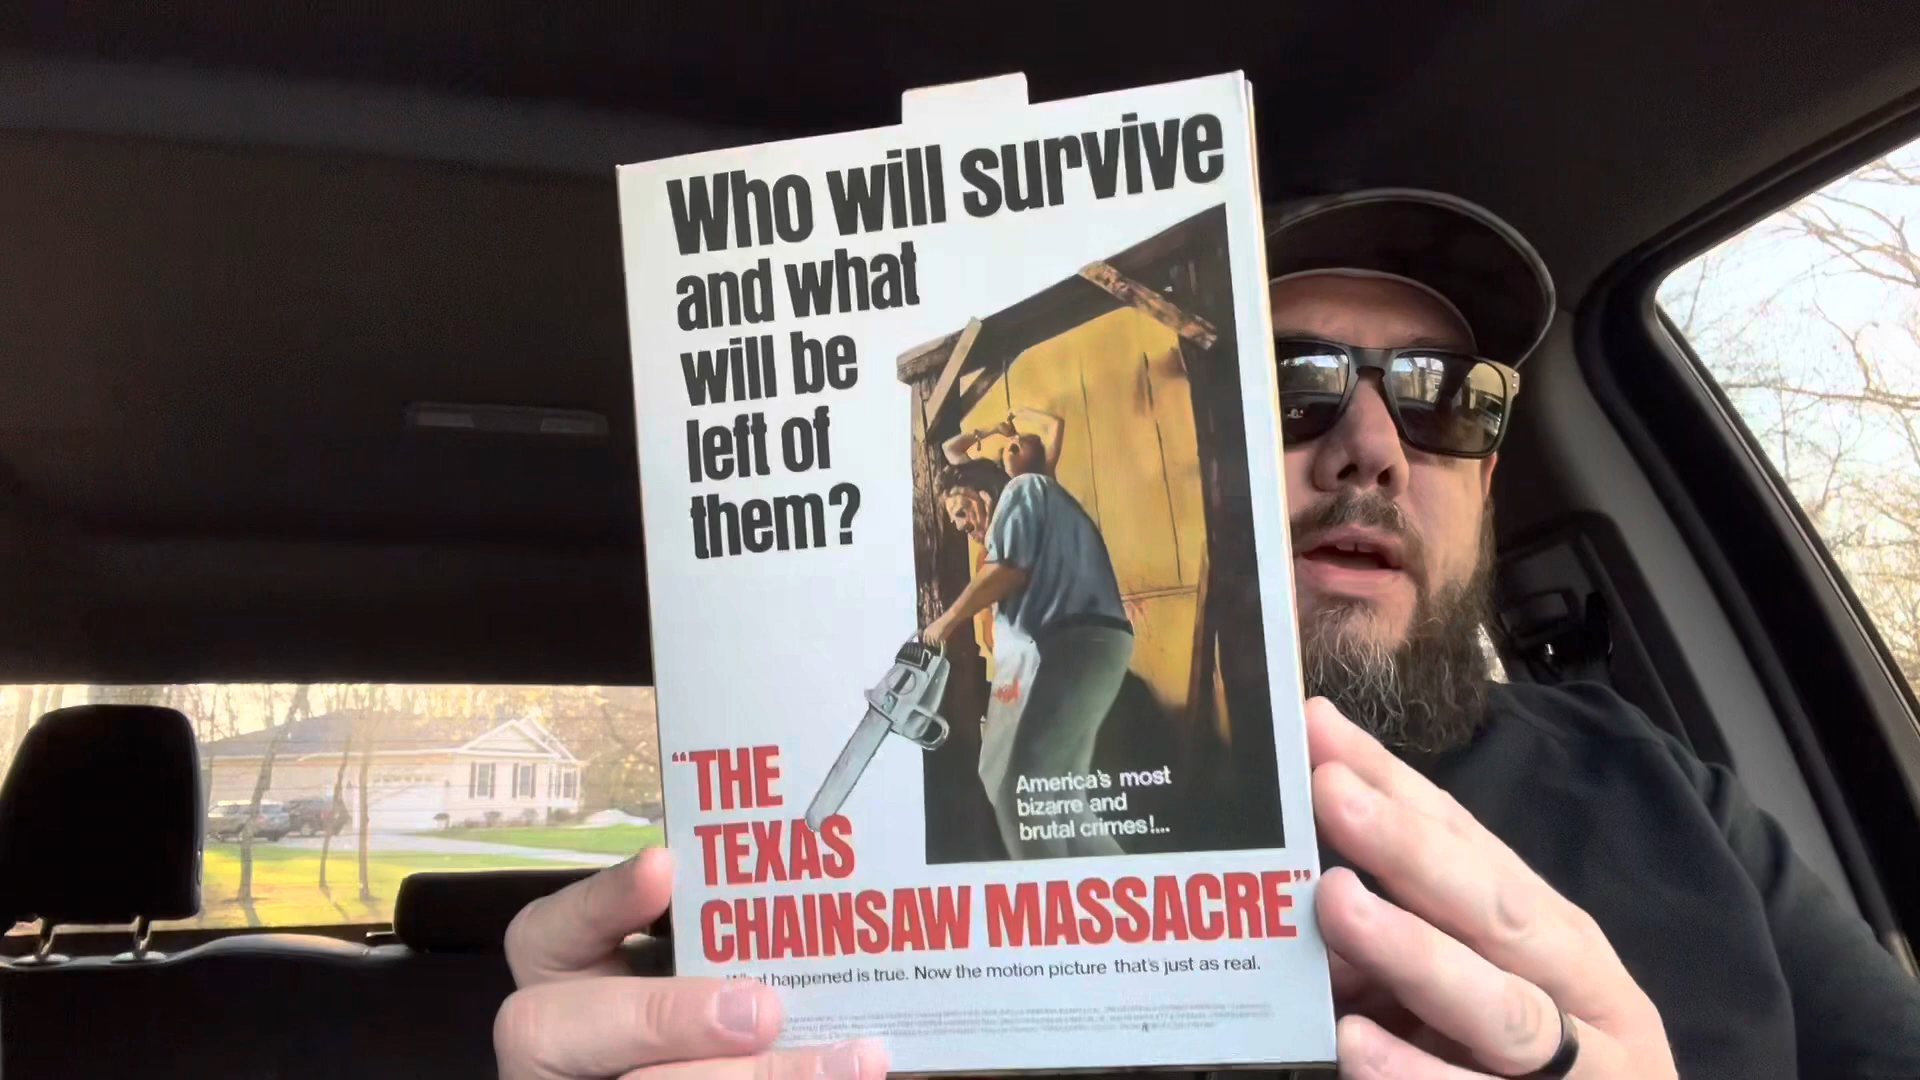 Who will survive
and what
will be
left of
them?
America's most
bizarre and
brutal crimes!...
"THE
TEXAS
CHAINSAW MASSACRE"
happened is true. Now the motion picture that's just as real.